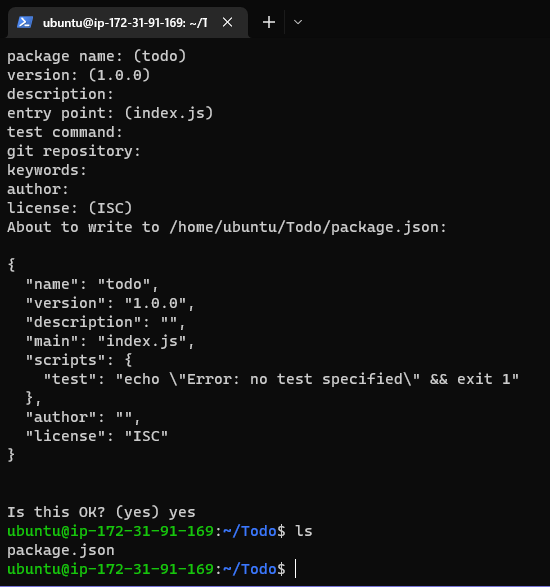 ubuntu@ip-172-31-91-169: ~/T
package name: (todo)
version: (1.0.0)
description:
entry point: (index.js)
test command:
git repository:
keywords:
author:
license: (ISC)
About to write to /home/ubuntu/Todo/package.json:
{
  "name": "todo",
  "version": "1.0.0",
  "description": "",
  "main": "index.js",
  "scripts": {
    "test": "echo \"Error: no test specified\" && exit 1"
  },
  "author": "",
  "license": "ISC"
}
Is this OK? (yes) yes
ubuntu@ip-172-31-91-169:~/Todo$ ls
package.json
ubuntu@ip-172-31-91-169:~/Todo$